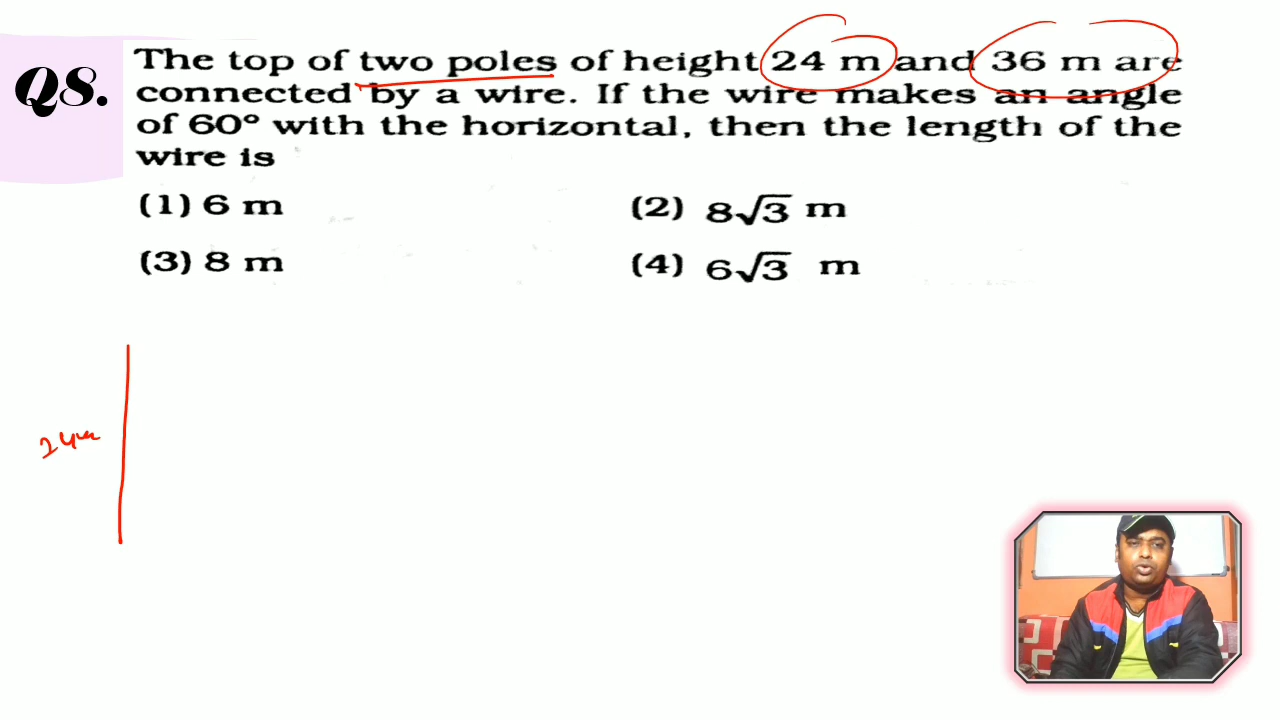 Q8.
The top of two poles of height 24 m and 36 m are
connected by a wire. If the wire makes an angle
of 60° with the horizontal, then the length of the
wire is
(1) 6 m (2) 8√3 m
(3) 8 m (4) 6√3 m
24m